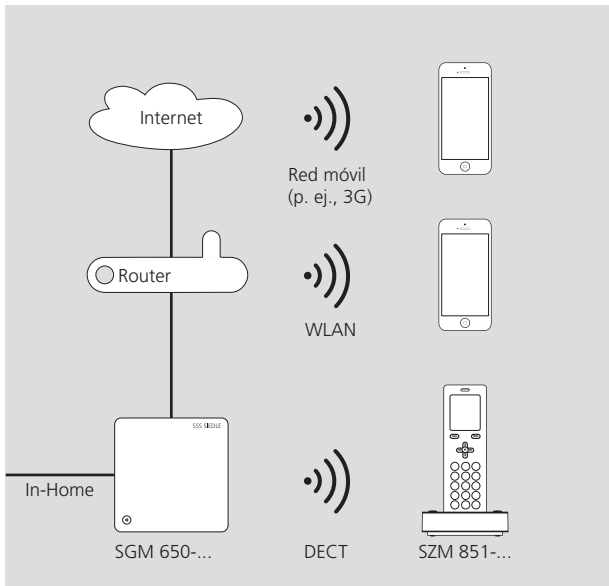 Internet
Red móvil
(p. ej., 3G)
Router
WLAN
SSS SIEDLE
In-Home
SGM 650-...
DECT
SZM 851-...